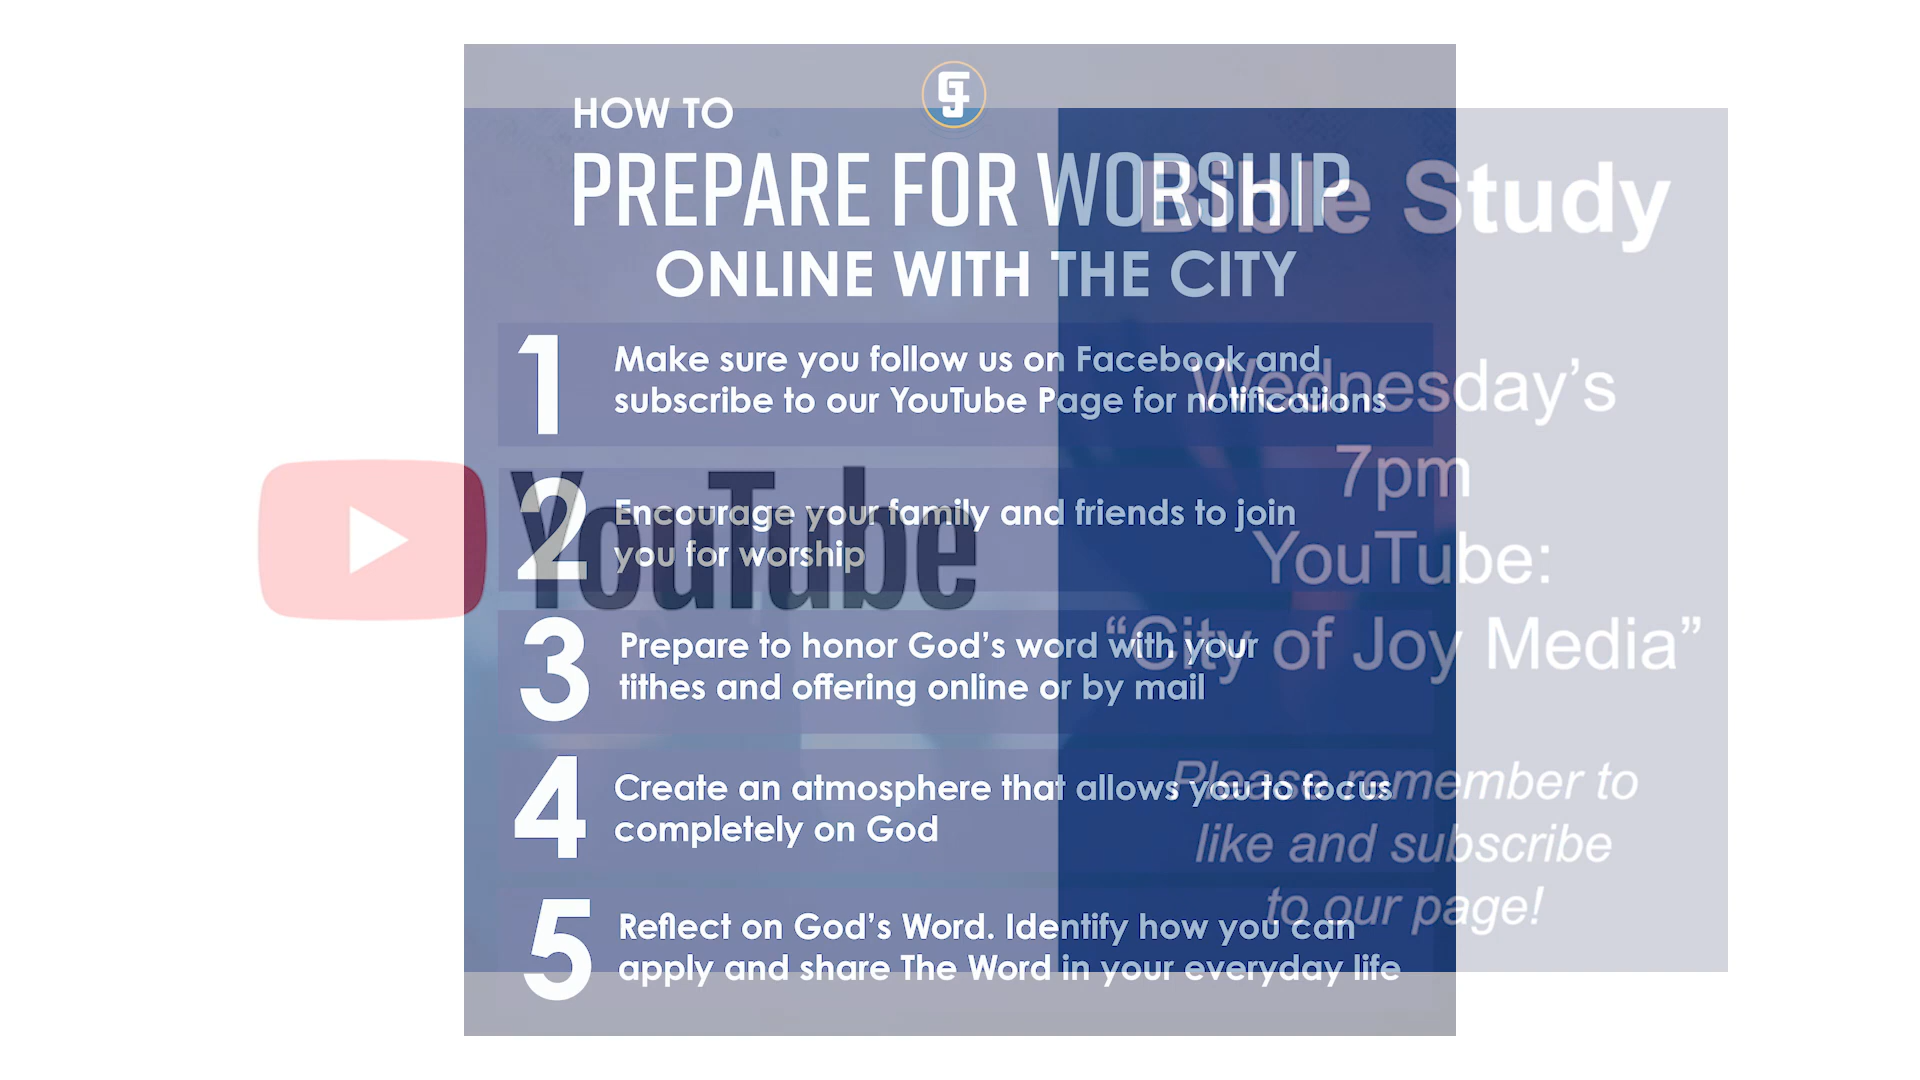 HOW TO
PREPARE FOR WORSHIP
ONLINE WITH THE CITY
1
Make sure you follow us on Facebook and
subscribe to our YouTube Page for notifications
2
Encourage your family and friends to join
you for worship
3
Prepare to honor God’s word with your
tithes and offering online or by mail
4
Create an atmosphere that allows you to focus
completely on God
5
Reflect on God’s Word. Identify how you can
apply and share The Word in your everyday life
YouTube
Bible Study
Wednesday’s
7pm
YouTube:
“City of Joy Media”
Please remember to
like and subscribe
to our page!